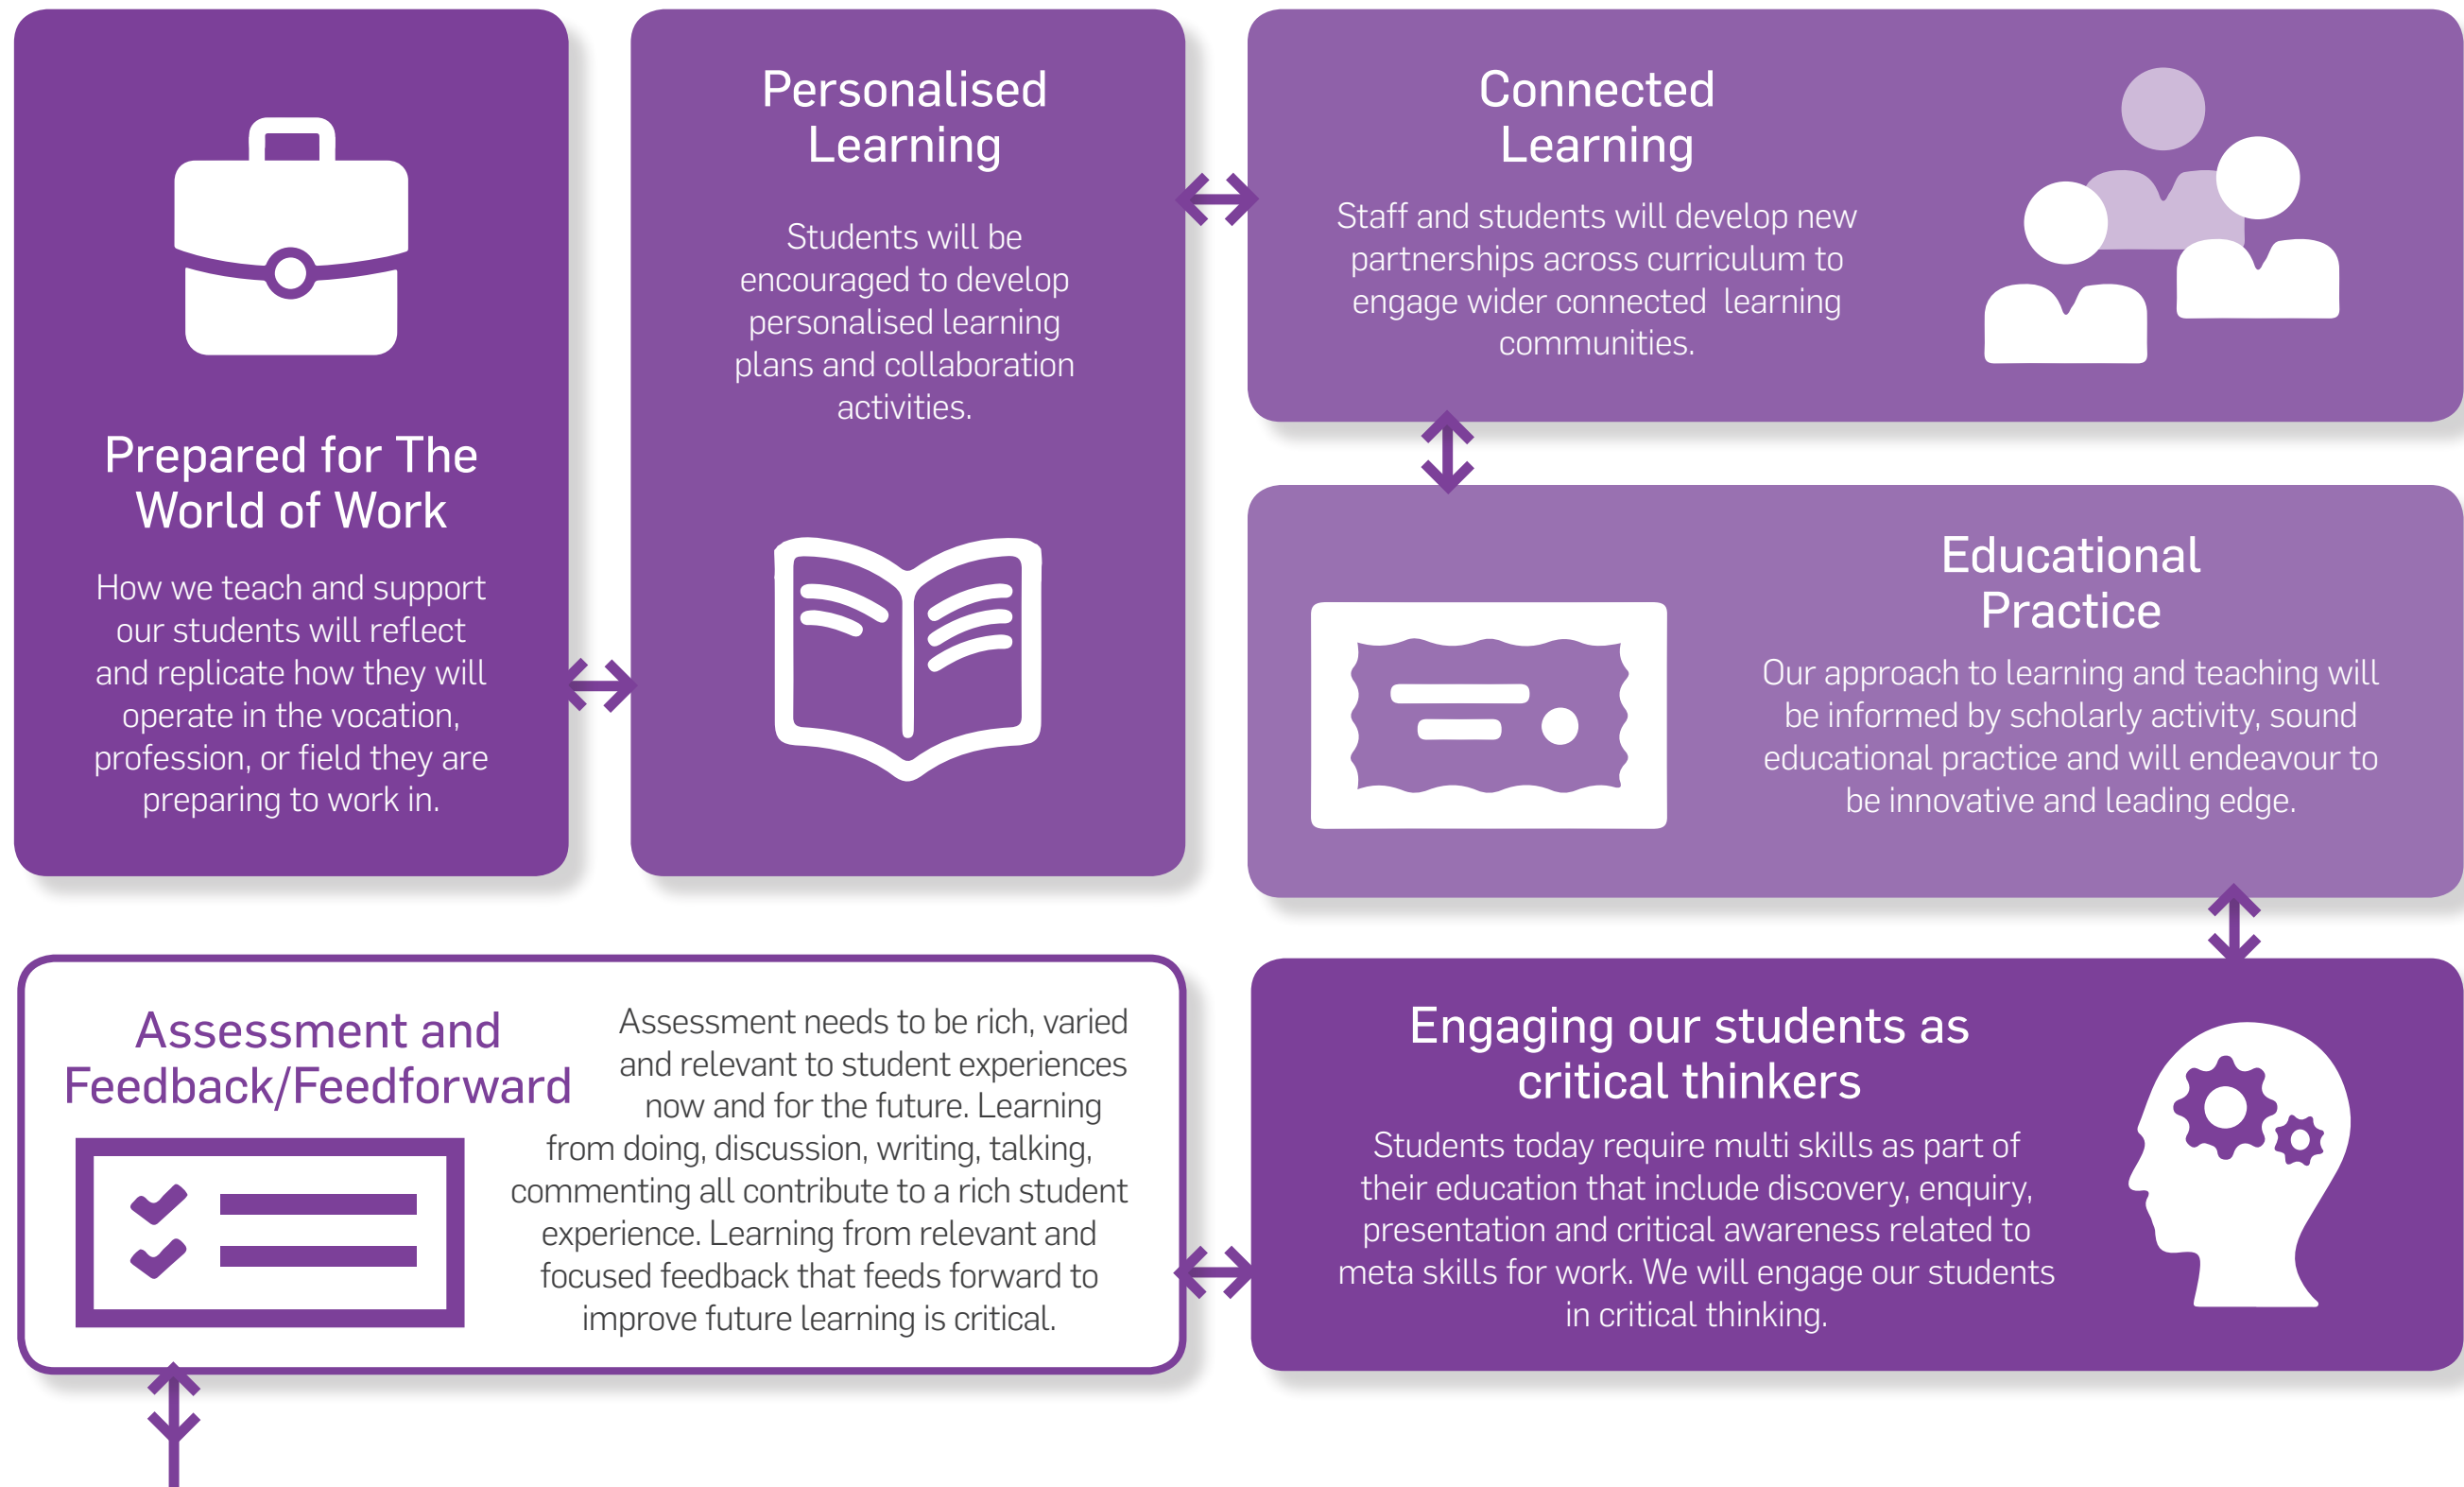 Prepared for The
World of Work
How we teach and support
our students will reflect
and replicate how they will
operate in the vocation,
profession, or field they are
preparing to work in.
Personalised
Learning
Students will be
encouraged to develop
personalised learning
plans and collaboration
activities.
Connected
Learning
Staff and students will develop new
partnerships across curriculum to
engage wider connected learning
communities.
Educational
Practice
Our approach to learning and teaching will
be informed by scholarly activity, sound
educational practice and will endeavour to
be innovative and leading edge.
Engaging our students as
critical thinkers
Students today require multi skills as part of
their education that include discovery, enquiry,
presentation and critical awareness related to
meta skills for work. We will engage our students
in critical thinking.
Assessment and
Feedback/Feedforward
Assessment needs to be rich, varied
and relevant to student experiences
now and for the future. Learning
from doing, discussion, writing, talking,
commenting all contribute to a rich student
experience. Learning from relevant and
focused feedback that feeds forward to
improve future learning is critical.